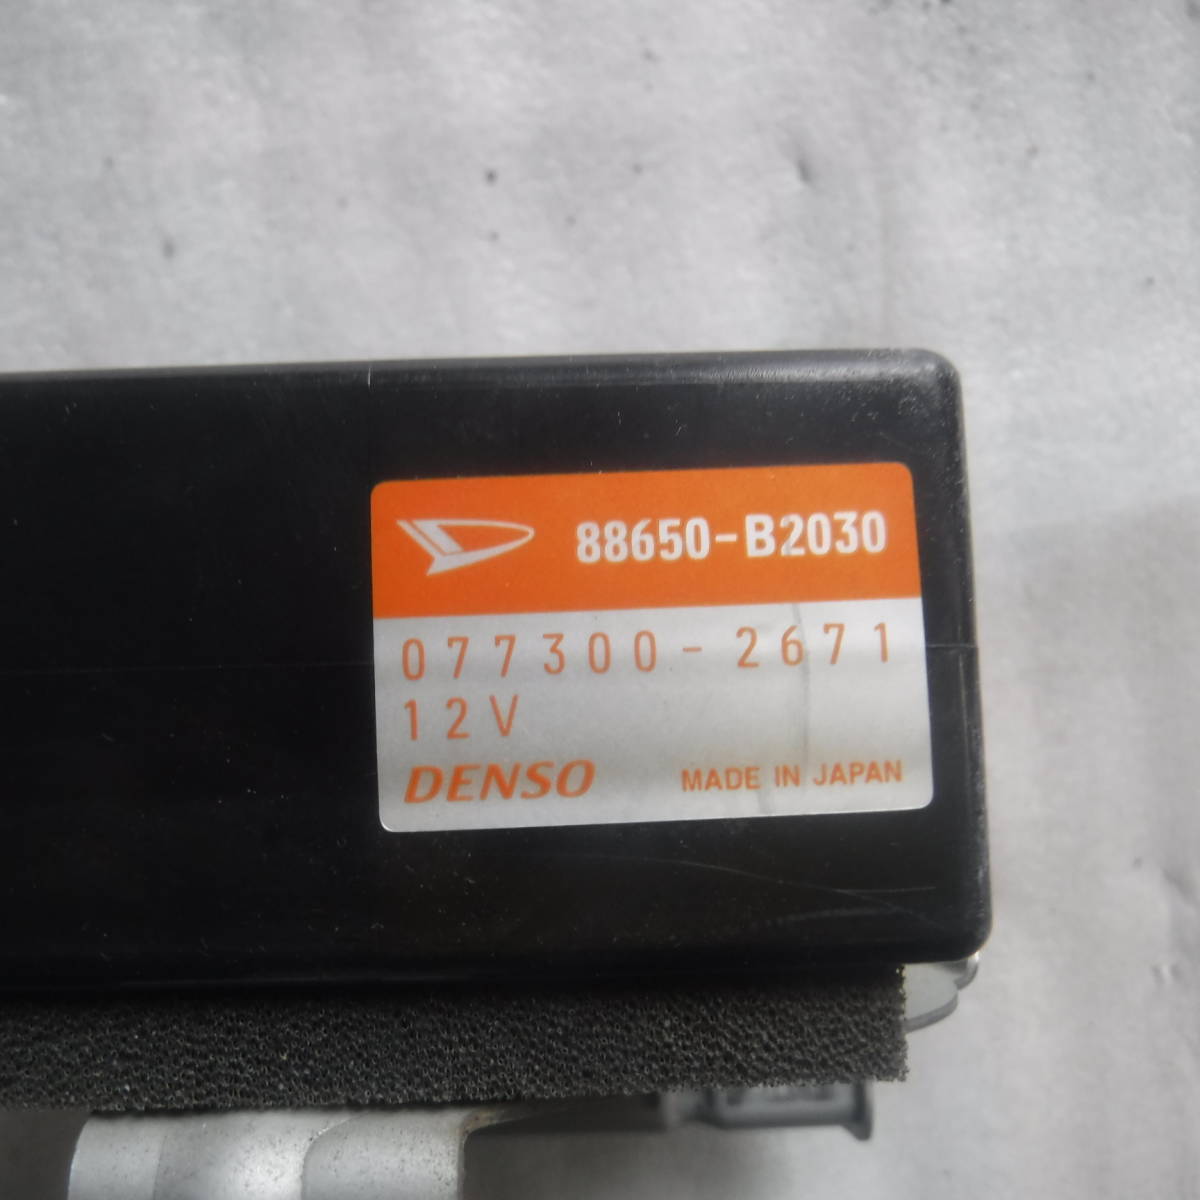 88650-B2030
077300-2671
12V
DENSO MADE IN JAPAN